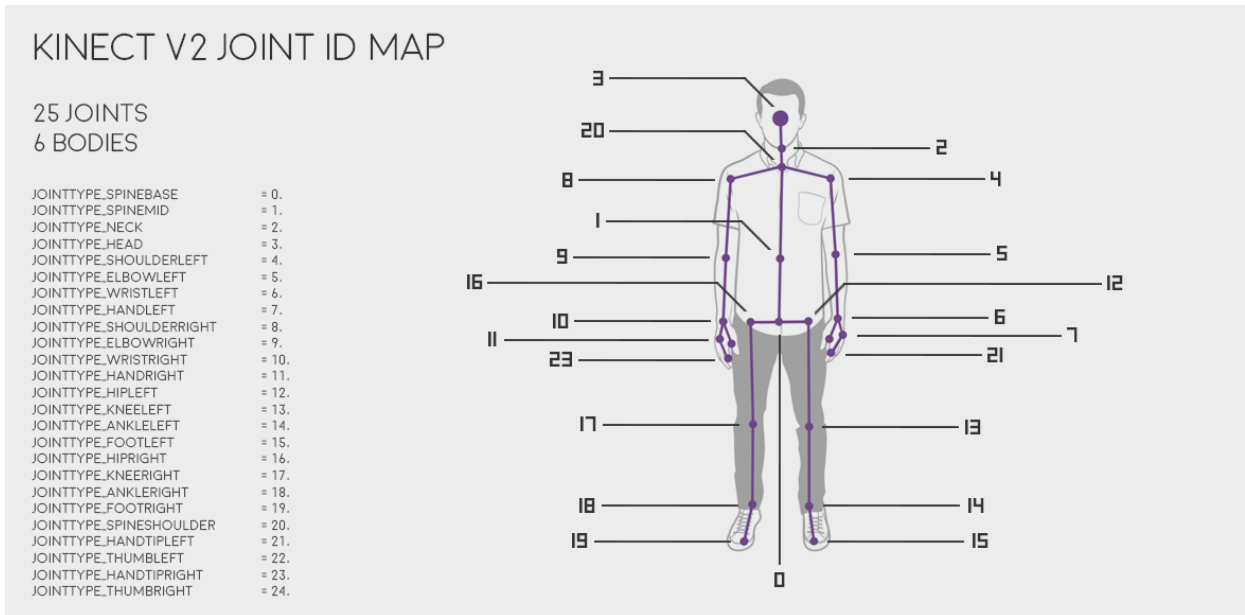 KINECT V2 JOINT ID MAP
25 JOINTS
6 BODIES
JOINTTYPE_SPINEBASE = 0.
JOINTTYPE_SPINEMID = 1.
JOINTTYPE_NECK = 2.
JOINTTYPE_HEAD = 3.
JOINTTYPE_SHOULDERLEFT = 4.
JOINTTYPE_ELBOWLEFT = 5.
JOINTTYPE_WRISTLEFT = 6.
JOINTTYPE_HANDLEFT = 7.
JOINTTYPE_SHOULDERRIGHT = 8.
JOINTTYPE_ELBOWRIGHT = 9.
JOINTTYPE_WRISTRIGHT = 10.
JOINTTYPE_HANDRIGHT = 11.
JOINTTYPE_HIPLEFT = 12.
JOINTTYPE_KNEELEFT = 13.
JOINTTYPE_ANKLELEFT = 14.
JOINTTYPE_FOOTLEFT = 15.
JOINTTYPE_HIPRIGHT = 16.
JOINTTYPE_KNEERIGHT = 17.
JOINTTYPE_ANKLERIGHT = 18.
JOINTTYPE_FOOTRIGHT = 19.
JOINTTYPE_SPINESHOULDER = 20.
JOINTTYPE_HANDTIPLEFT = 21.
JOINTTYPE_THUMBLEFT = 22.
JOINTTYPE_HANDTIPRIGHT = 23.
JOINTTYPE_THUMBRIGHT = 24.
3
20
2
8
4
1
9
5
16
12
10
6
11
7
23
21
17
13
18
14
19
15
0